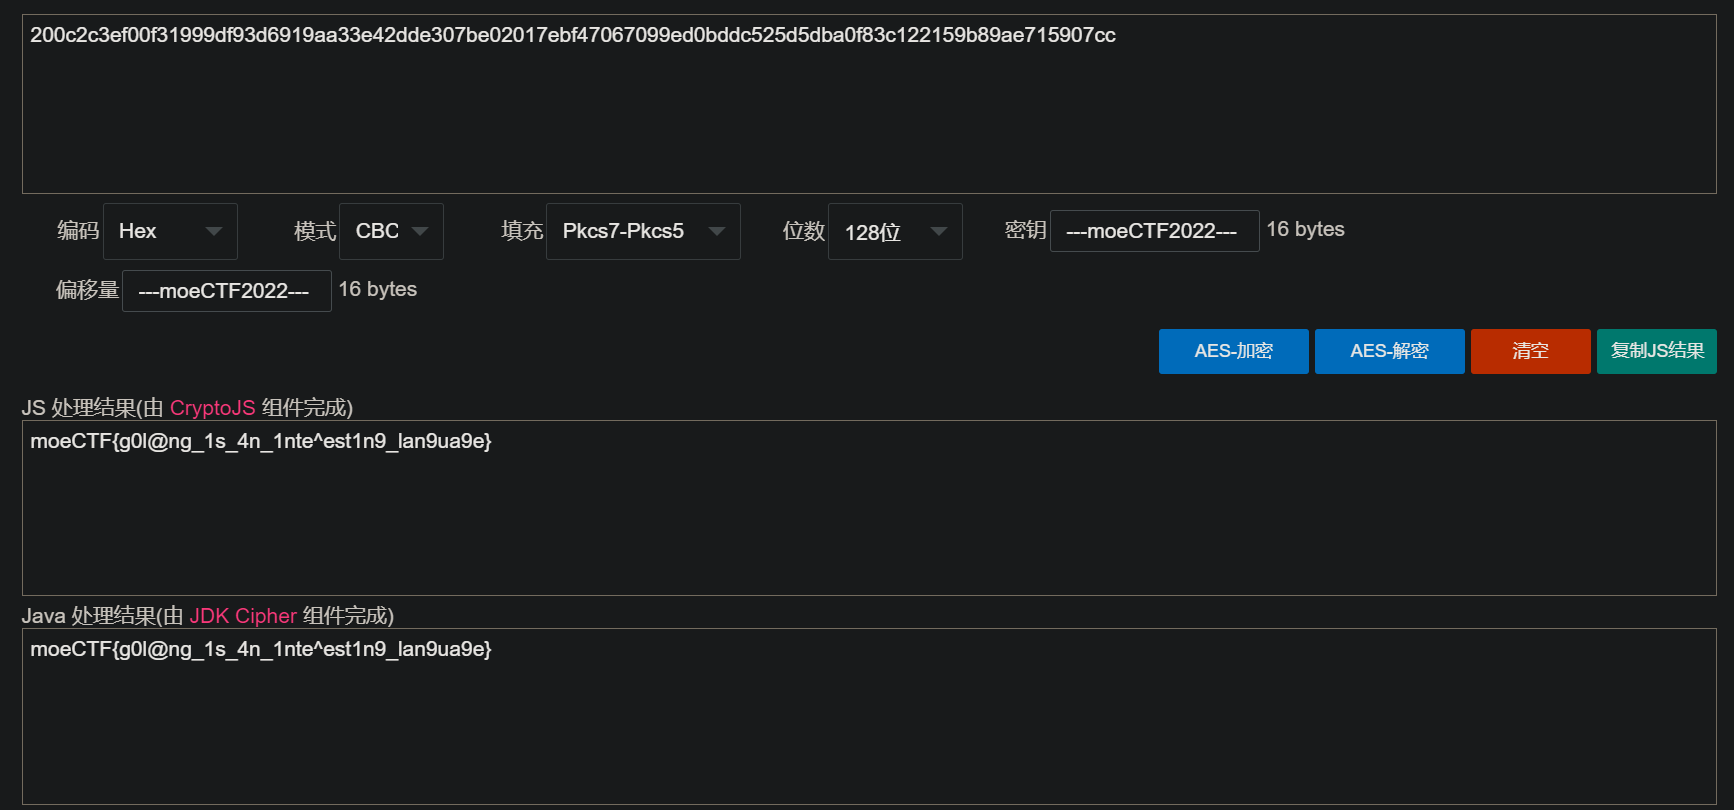 200c2c3ef00f31999df93d6919aa33e42dde307be02017ebf47067099ed0bddc525d5dba0f83c122159b89ae715907cc
编码 Hex 模式 CBC 填充 Pkcs7-Pkcs5 位数 128位 密钥 ---moeCTF2022--- 16 bytes
偏移量 ---moeCTF2022--- 16 bytes
AES-加密 AES-解密 清空 复制JS结果
JS 处理结果(由 CryptoJS 组件完成)
moeCTF{g0l@ng_1s_4n_1nte^est1n9_lan9ua9e}
Java 处理结果(由 JDK Cipher 组件完成)
moeCTF{g0l@ng_1s_4n_1nte^est1n9_lan9ua9e}